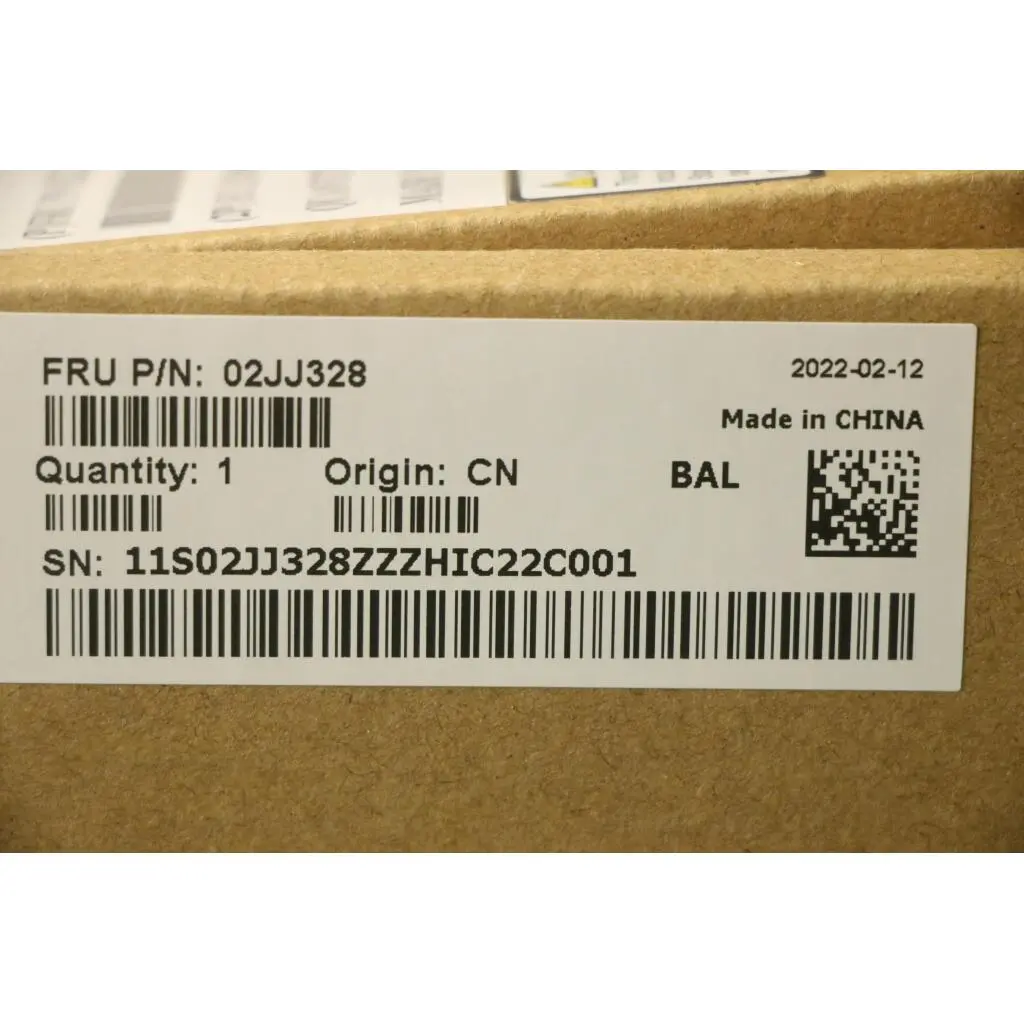 FRU P/N: 02JJ328
2022-02-12
Made in CHINA
Quantity: 1
Origin: CN
BAL
SN: 11S02JJ328ZZZHIC22C001